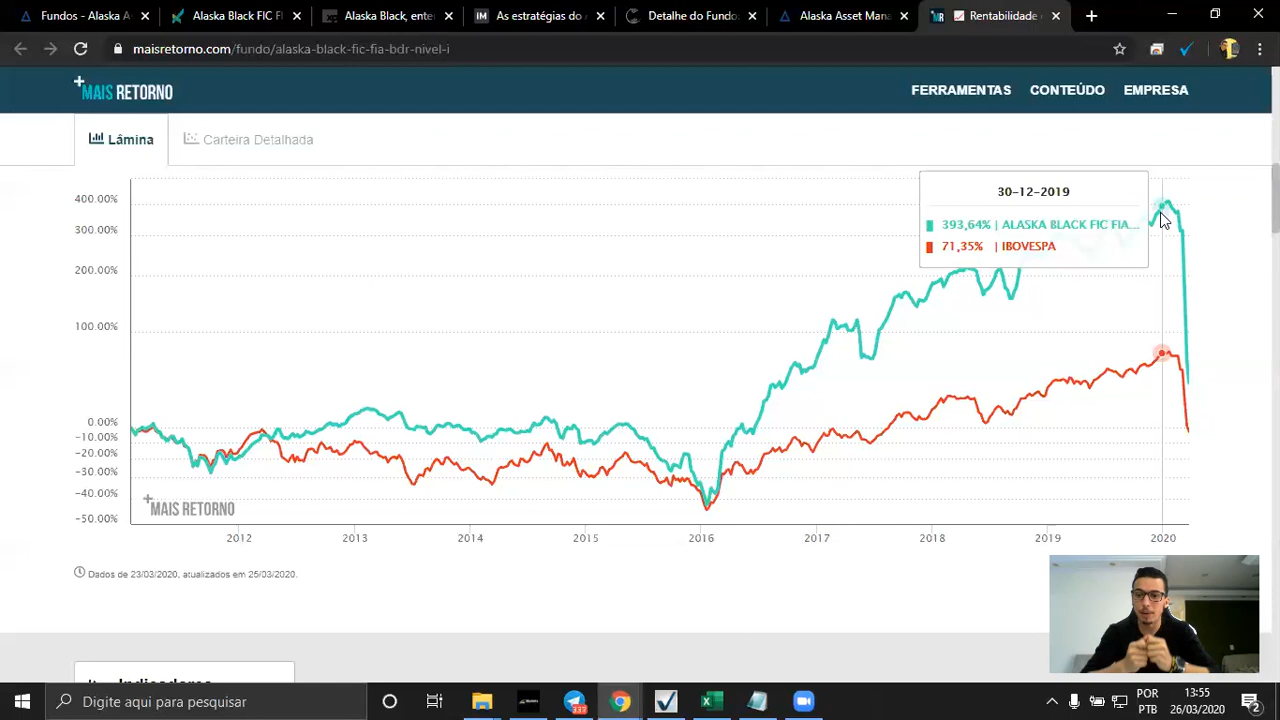 Fundos - Alaska A
Alaska Black FIC F
Alaska Black, ente
As estratégias do
Detalhe do Fundo
Alaska Asset Man
Rentabilidade
maisretorno.com/fundo/alaska-black-fic-fia-bdr-nivel-i
MAIS RETORNO
FERRAMENTAS CONTEÚDO EMPRESA
Lâmina
Carteira Detalhada
30-12-2019
393,64% | ALASKA BLACK FIC FIA...
71,35% | IBOVESPA
400.00%
300.00%
200.00%
100.00%
0.00%
-10.00%
-20.00%
-30.00%
-40.00%
-50.00%
MAIS RETORNO
2012 2013 2014 2015 2016 2017 2018 2019 2020
Dados de 23/03/2020, atualizados em 25/03/2020.
Digite aqui para pesquisar
POR
PTB
13:55
26/03/2020
2